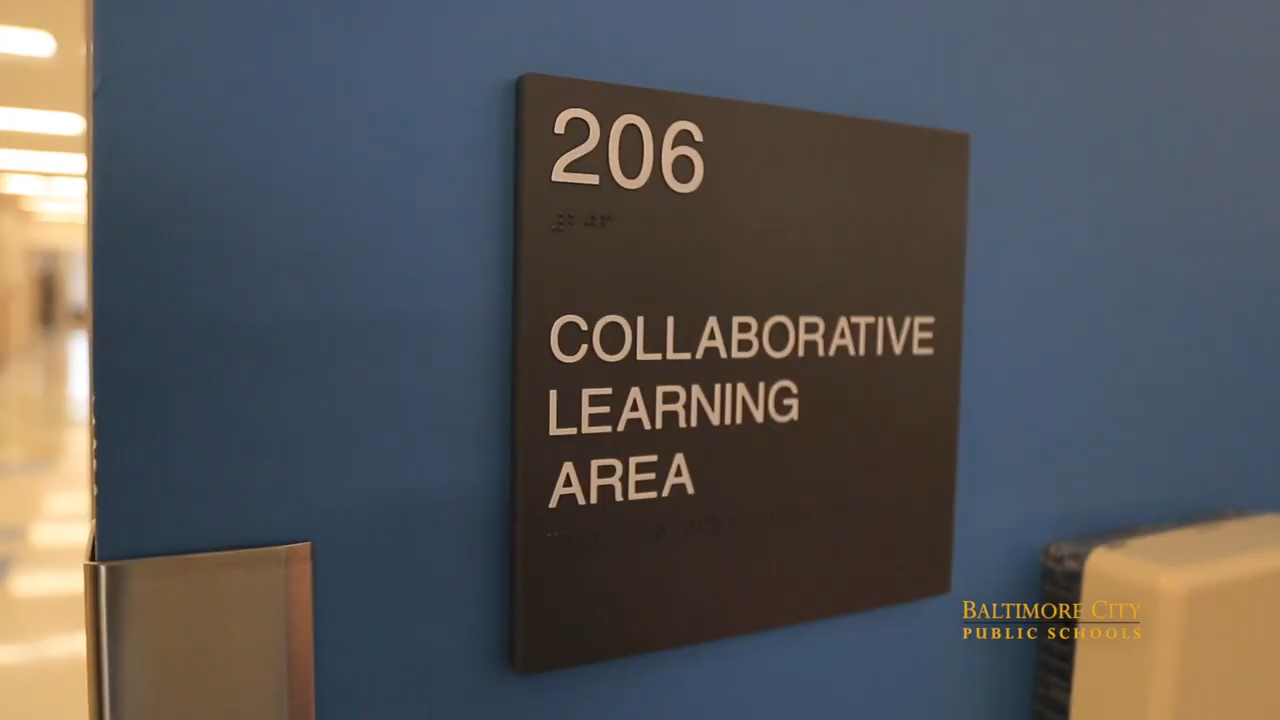 206
COLLABORATIVE
LEARNING
AREA
BALTIMORE CITY
PUBLIC SCHOOLS